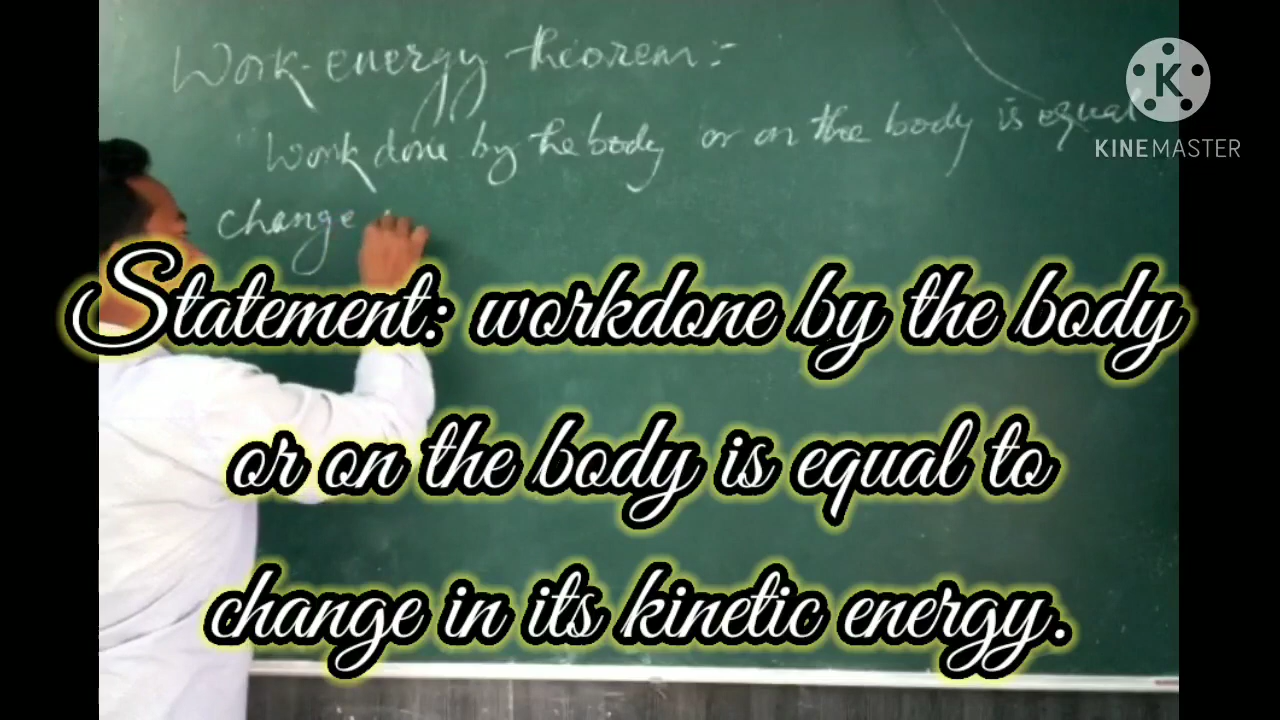 Work-energy theorem:-
Work done by the body or on the body is equal
change
K
KINEMASTER
Statement: workdone by the body
or on the body is equal to
change in its kinetic energy.